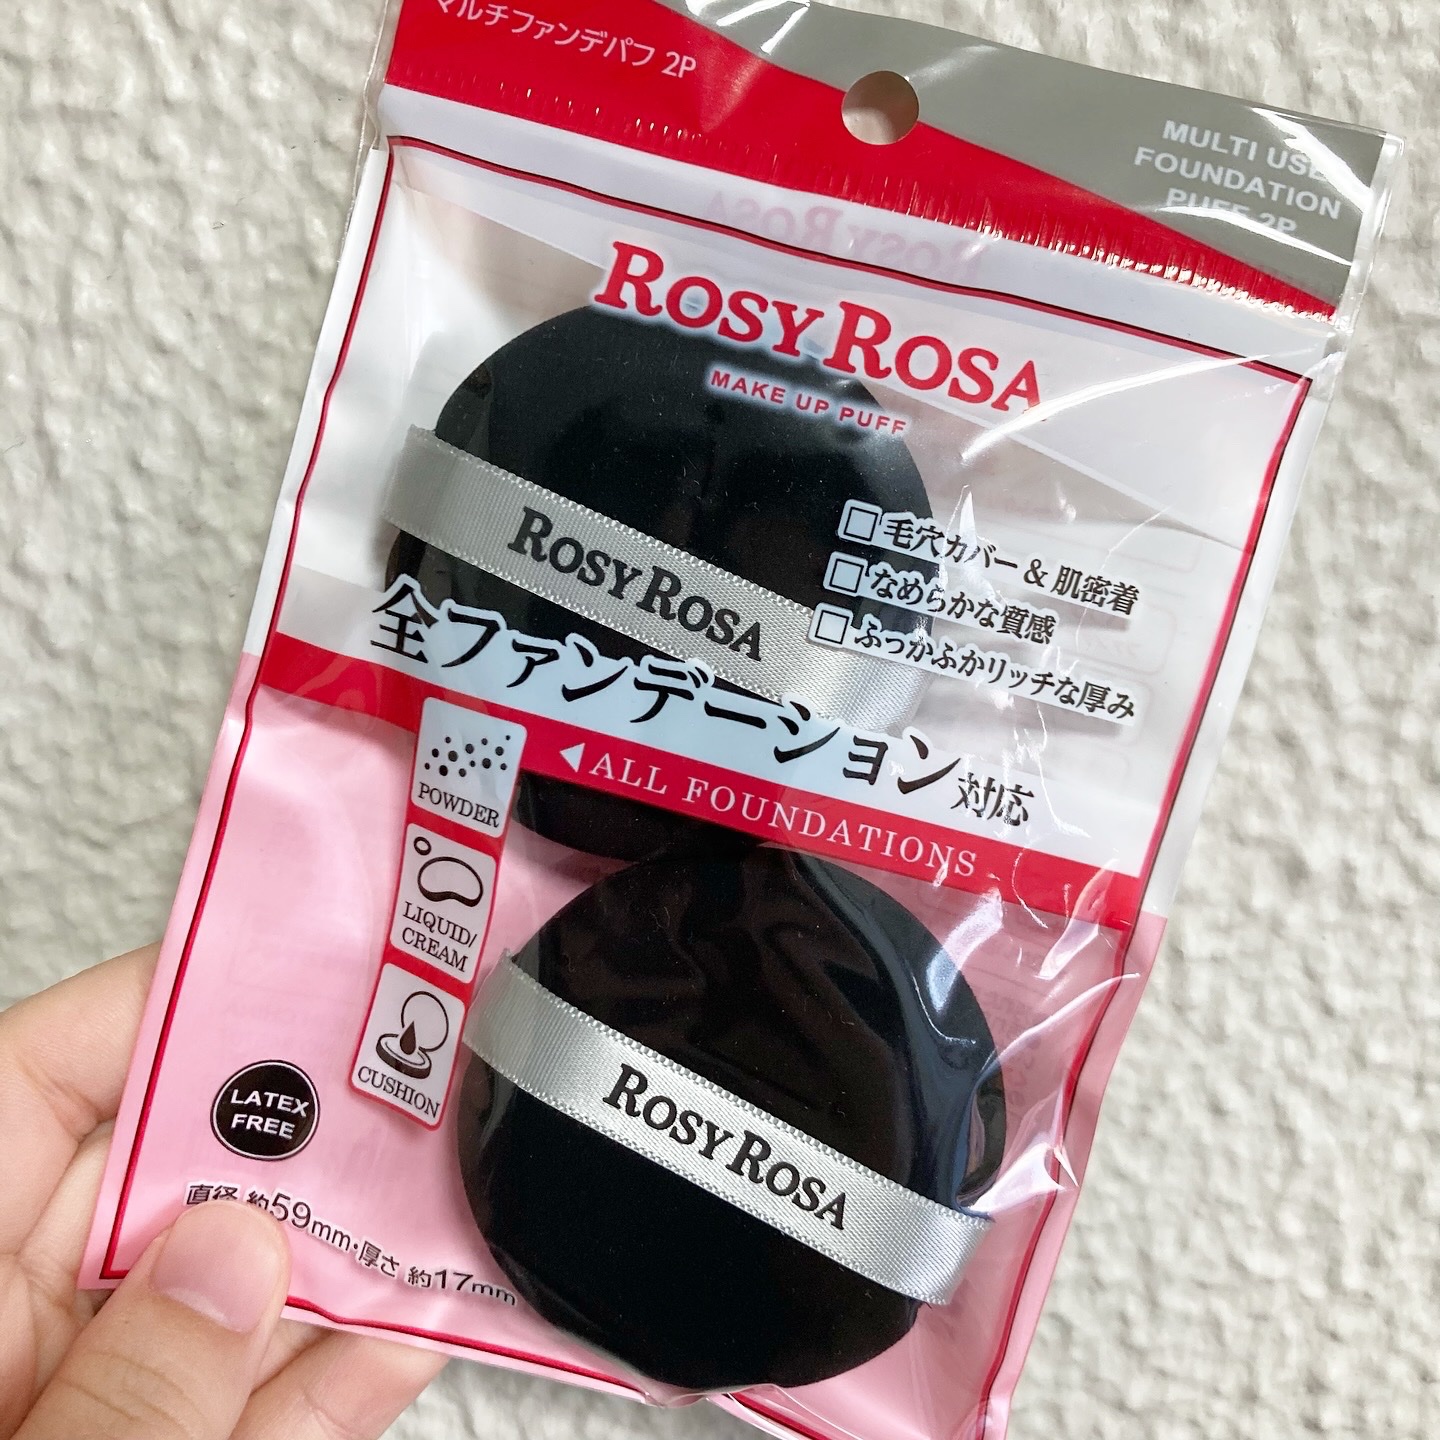 マルチファンデパフ 2P
MULTI USE
FOUNDATION
PUFF 2P
ROSY ROSA
MAKE UP PUFF
ROSY ROSA
□毛穴カバー & 肌密着
□なめらかな質感
□ふっかふかリッチな厚み
全ファンデーション対応
◀ALL FOUNDATIONS
POWDER
LIQUID/
CREAM
CUSHION
ROSY ROSA
LATEX
FREE
直径 約59mm・厚さ 約17mm